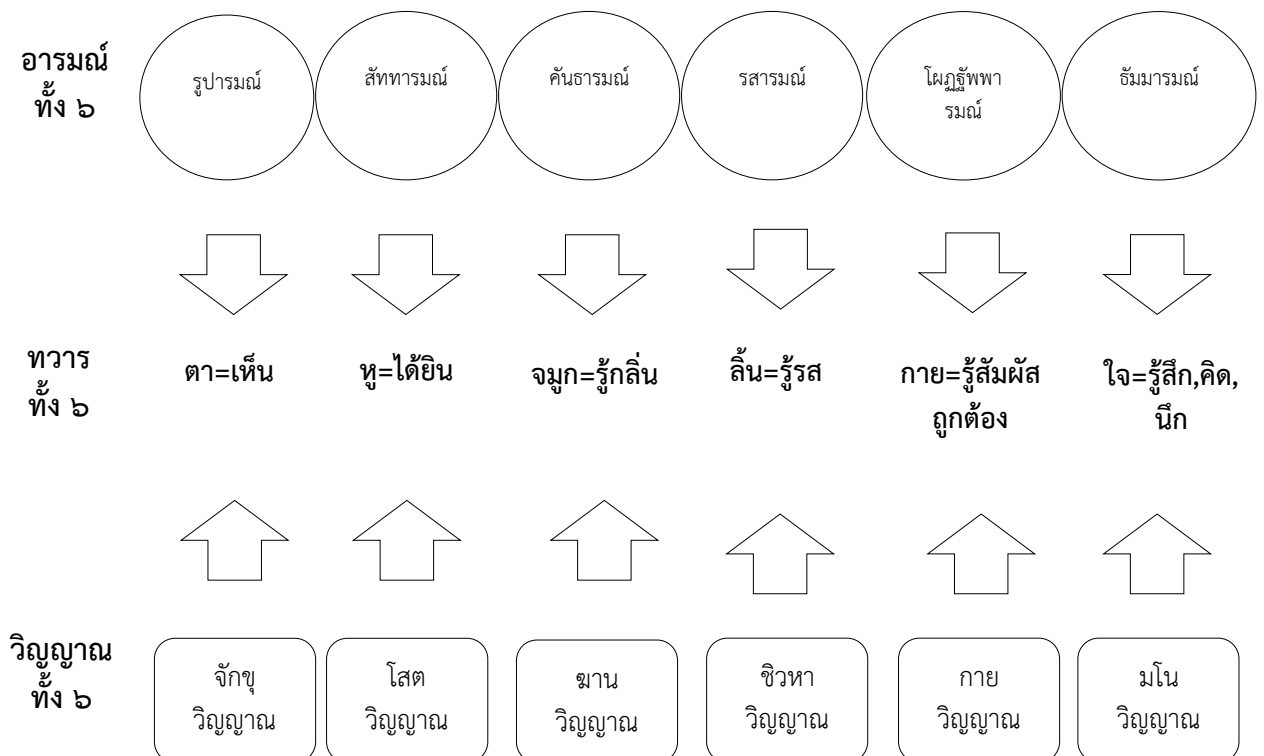 อารมณ์
ทั้ง ๖
รูปารมณ์
สัททารมณ์
คันธารมณ์
รสารมณ์
โผฏฐัพพา
รมณ์
ธัมมารมณ์
ทวาร
ทั้ง ๖
ตา=เห็น
หู=ได้ยิน
จมูก=รู้กลิ่น
ลิ้น=รู้รส
กาย=รู้สัมผัส
ถูกต้อง
ใจ=รู้สึก,คิด,
นึก
วิญญาณ
ทั้ง ๖
จักขุ
วิญญาณ
โสต
วิญญาณ
ฆาน
วิญญาณ
ชิวหา
วิญญาณ
กาย
วิญญาณ
มโน
วิญญาณ